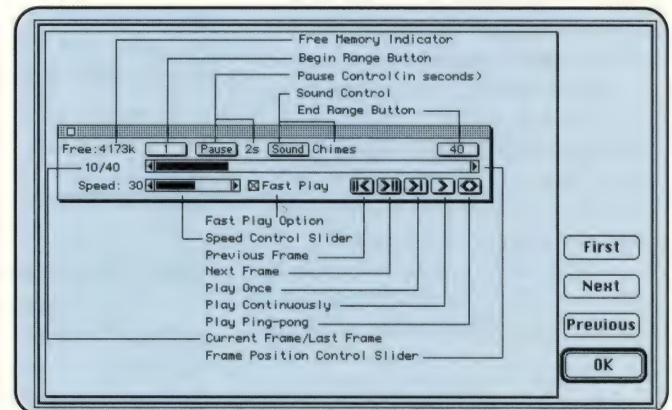 Free Memory Indicator
Begin Range Button
Pause Control(in seconds)
Sound Control
End Range Button
Free:4173k 1 Pause 2s Sound Chimes 40
10/40
Speed: 30 Fast Play
Fast Play Option
Speed Control Slider
Previous Frame
Next Frame
Play Once
Play Continuously
Play Ping-pong
Current Frame/Last Frame
Frame Position Control Slider
First
Next
Previous
OK